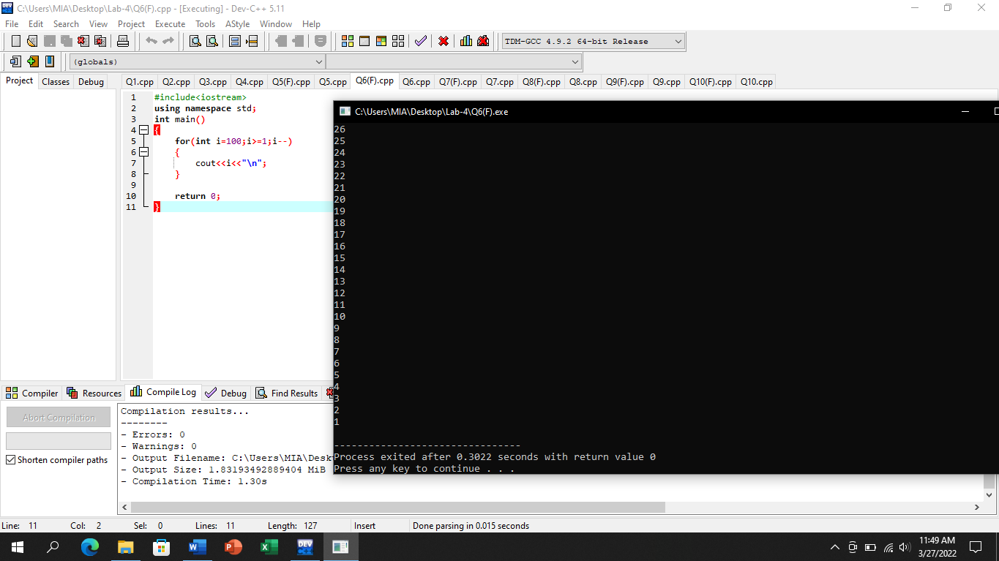 C:\Users\MIA\Desktop\Lab-4\Q6(F).cpp - [Executing] - Dev-C++ 5.11
File Edit Search View Project Execute Tools AStyle Window Help
TDM-GCC 4.9.2 64-bit Release
(globals)
Project Classes Debug
Q1.cpp Q2.cpp Q3.cpp Q4.cpp Q5(F).cpp Q5.cpp Q6(F).cpp Q6.cpp Q7(F).cpp Q7.cpp Q8(F).cpp Q8.cpp Q9(F).cpp Q9.cpp Q10(F).cpp Q10.cpp
1 #include<iostream>
2 using namespace std;
3 int main()
4 {
5 for(int i=100;i>=1;i--)
6 {
7 cout<<i<<"\n";
8 }
9
10 return 0;
11 }
C:\Users\MIA\Desktop\Lab-4\Q6(F).exe
26
25
24
23
22
21
20
19
18
17
16
15
14
13
12
11
10
9
8
7
6
5
4
3
2
1
--------------------------------
Process exited after 0.3022 seconds with return value 0
Press any key to continue . . .
Compiler Resources Compile Log Debug Find Results
Abort Compilation
Shorten compiler paths
Compilation results...
--------
- Errors: 0
- Warnings: 0
- Output Filename: C:\Users\MIA\Desk
- Output Size: 1.83193492889404 MiB
- Compilation Time: 1.30s
Line: 11 Col: 2 Sel: 0 Lines: 11 Length: 127 Insert Done parsing in 0.015 seconds
DEV C++
11:49 AM
3/27/2022